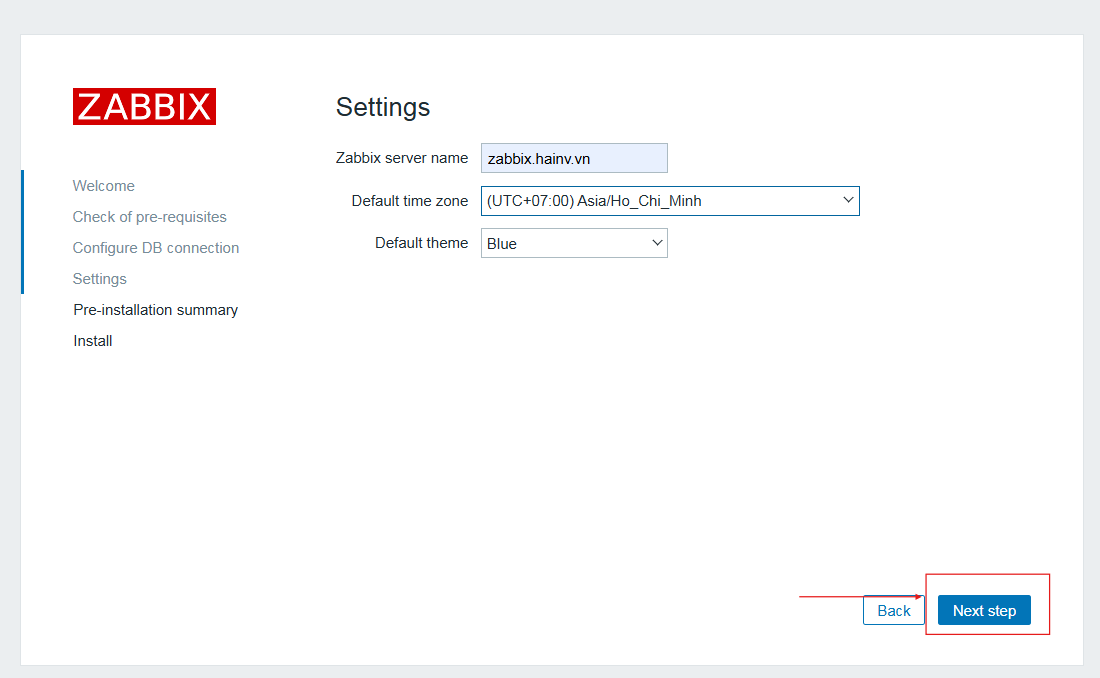 ZABBIX
Settings
Zabbix server name zabbix.hainv.vn
Default time zone (UTC+07:00) Asia/Ho_Chi_Minh
Default theme Blue
Welcome
Check of pre-requisites
Configure DB connection
Settings
Pre-installation summary
Install
Back Next step